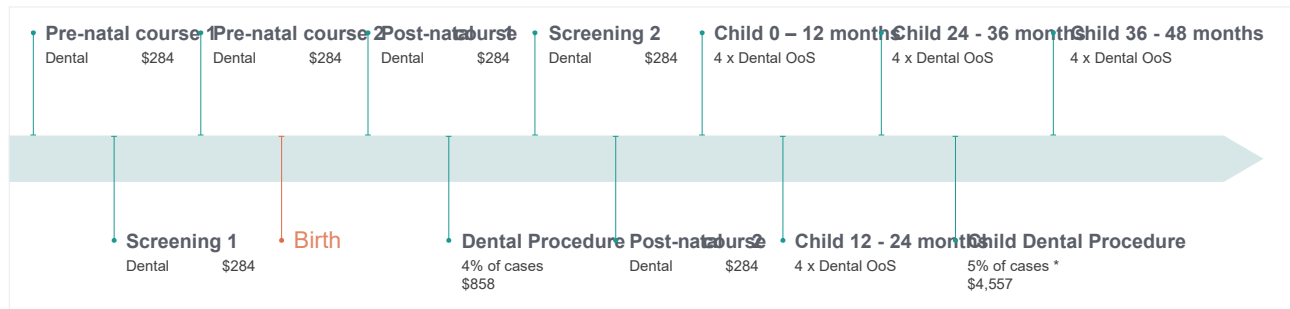 Pre-natal course 1
Dental $284
Pre-natal course 2
Dental $284
Post-natal course 1
Dental $284
Screening 2
Dental $284
Child 0 – 12 months
4 x Dental OoS
Child 24 - 36 months
4 x Dental OoS
Child 36 - 48 months
4 x Dental OoS
Screening 1
Dental $284
Birth
Dental Procedure
4% of cases
$858
Post-natal course 2
Dental $284
Child 12 - 24 months
4 x Dental OoS
Child Dental Procedure
5% of cases *
$4,557